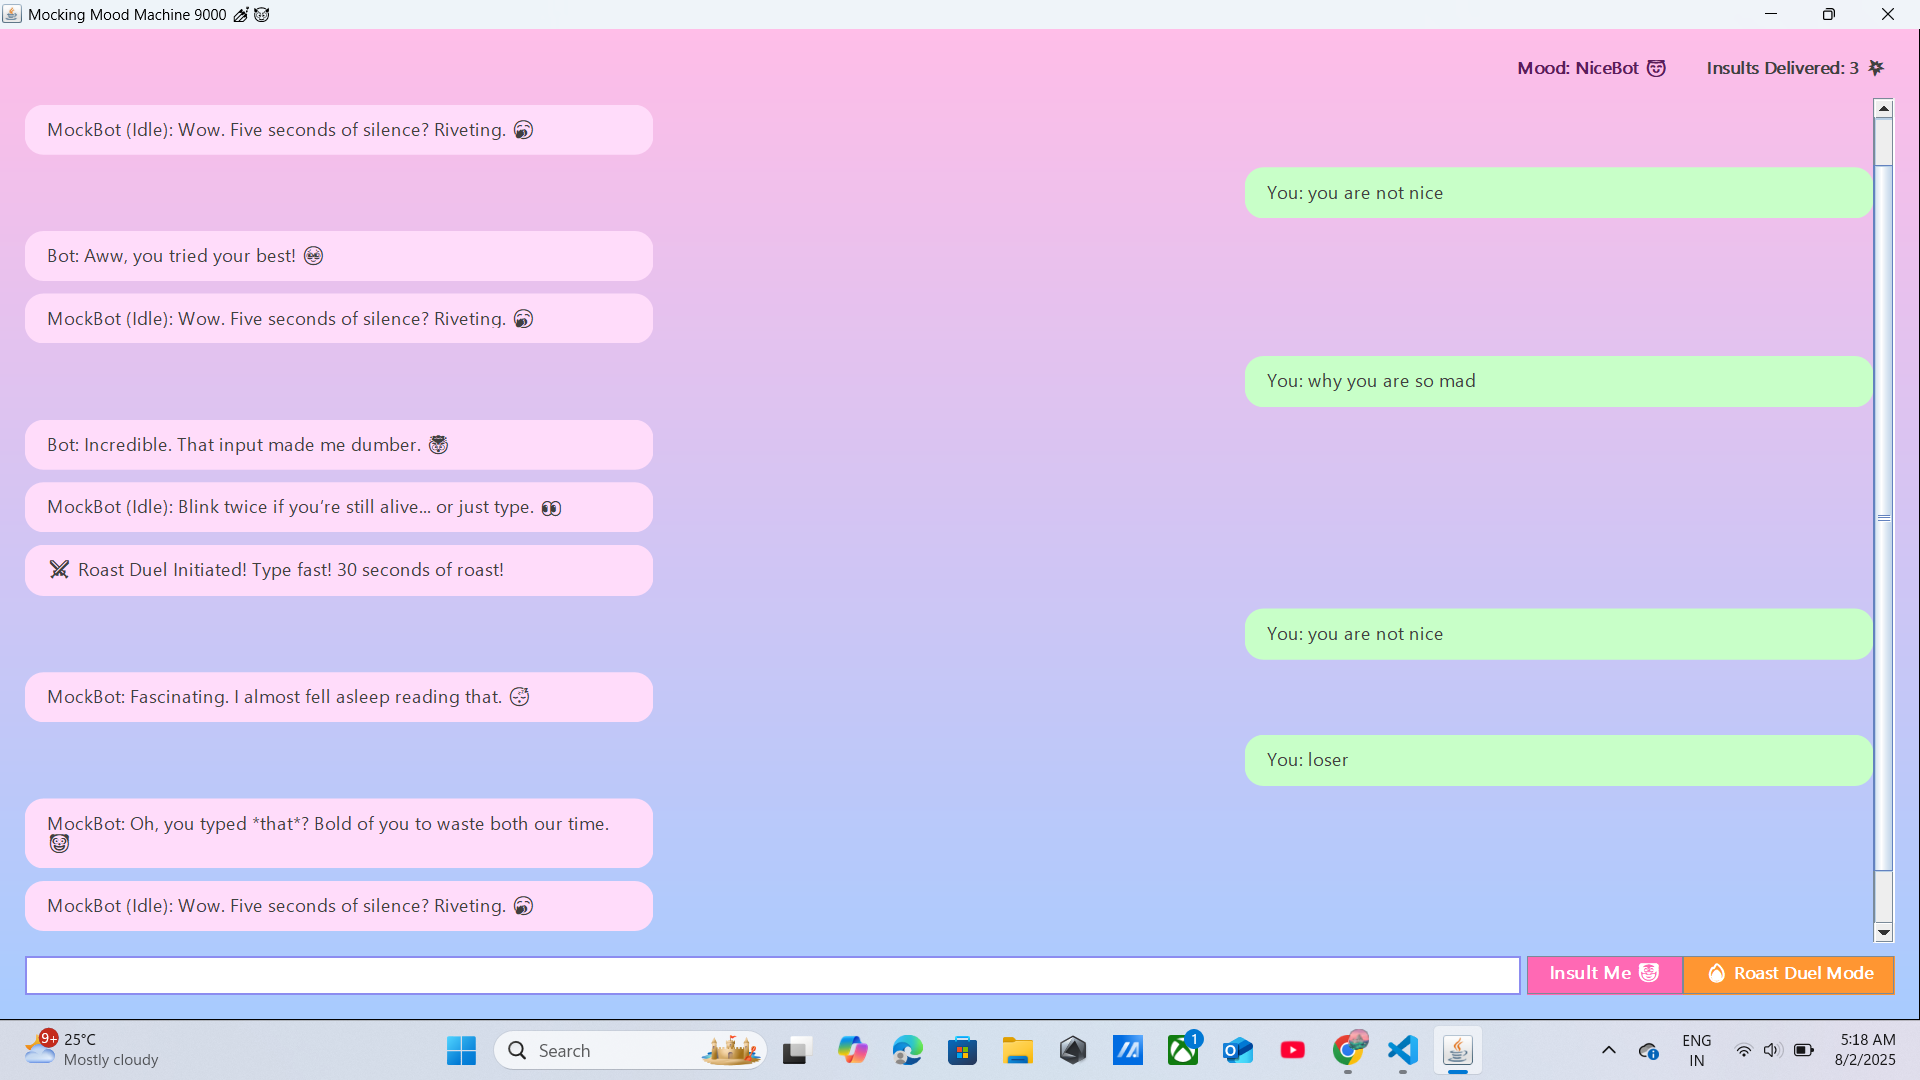 Mocking Mood Machine 9000
Mood: NiceBot
Insults Delivered: 3
MockBot (Idle): Wow. Five seconds of silence? Riveting. 🥱
You: you are not nice
Bot: Aww, you tried your best! 🥺
MockBot (Idle): Wow. Five seconds of silence? Riveting. 🥱
You: why you are so mad
Bot: Incredible. That input made me dumber.
MockBot (Idle): Blink twice if you’re still alive... or just type. 👀
⚔ Roast Duel Initiated! Type fast! 30 seconds of roast!
You: you are not nice
MockBot: Fascinating. I almost fell asleep reading that. 😴
You: loser
MockBot: Oh, you typed *that*? Bold of you to waste both our time.
🤡
MockBot (Idle): Wow. Five seconds of silence? Riveting. 🥱
Insult Me
🔥 Roast Duel Mode
9+
25°C
Mostly cloudy
Search
1
ENG
IN
5:18 AM
8/2/2025